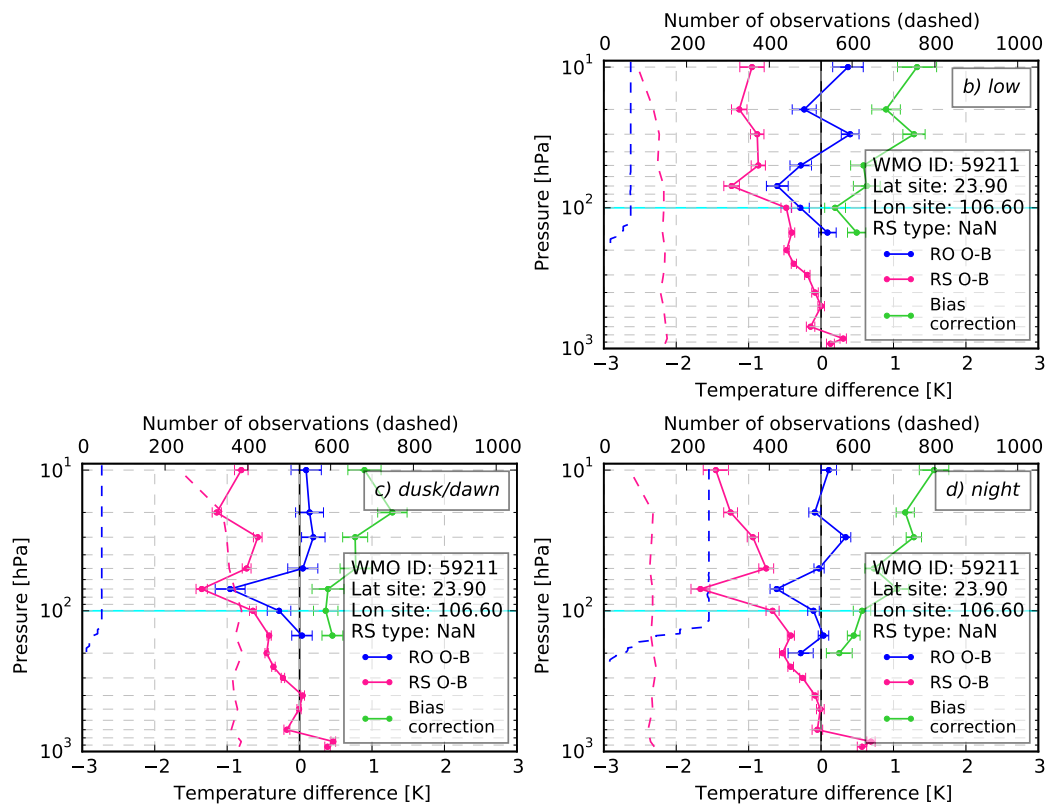 Number of observations (dashed)
0 200 400 600 800 1000
10¹
10²
10³
Pressure [hPa]
b) low
WMO ID: 59211
Lat site: 23.90
Lon site: 106.60
RS type: NaN
RO O-B
RS O-B
Bias
correction
−3 −2 −1 0 1 2 3
Temperature difference [K]
Number of observations (dashed)
0 200 400 600 800 1000
10¹
10²
10³
Pressure [hPa]
c) dusk/dawn
WMO ID: 59211
Lat site: 23.90
Lon site: 106.60
RS type: NaN
RO O-B
RS O-B
Bias
correction
−3 −2 −1 0 1 2 3
Temperature difference [K]
Number of observations (dashed)
0 200 400 600 800 1000
10¹
10²
10³
Pressure [hPa]
d) night
WMO ID: 59211
Lat site: 23.90
Lon site: 106.60
RS type: NaN
RO O-B
RS O-B
Bias
correction
−3 −2 −1 0 1 2 3
Temperature difference [K]